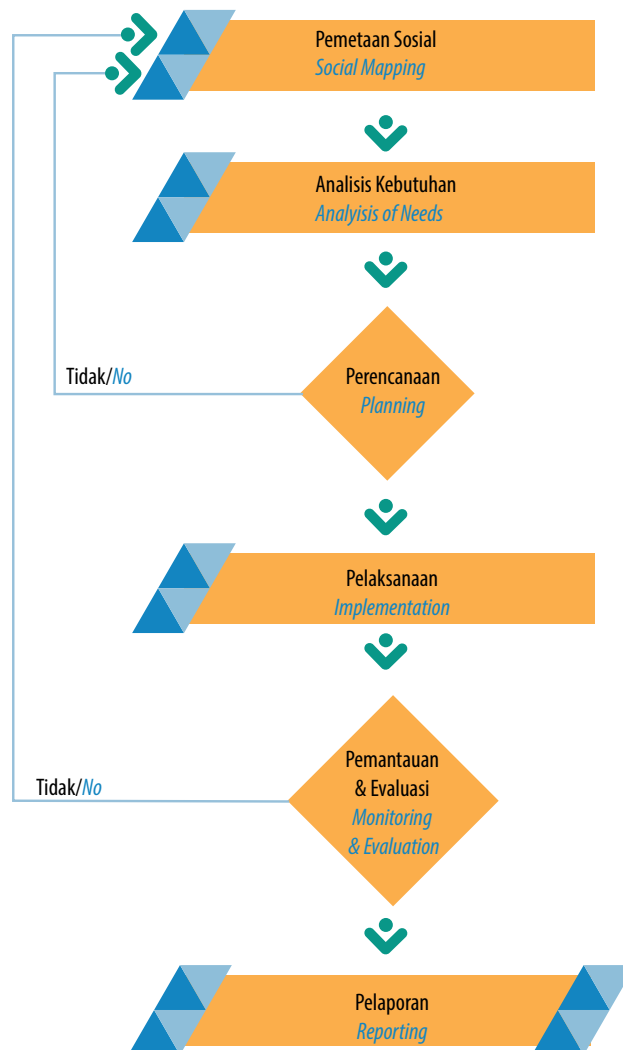 Pemetaan Sosial
Social Mapping
Analisis Kebutuhan
Analyisis of Needs
Tidak/No
Perencanaan
Planning
Pelaksanaan
Implementation
Tidak/No
Pemantauan
& Evaluasi
Monitoring
& Evaluation
Pelaporan
Reporting